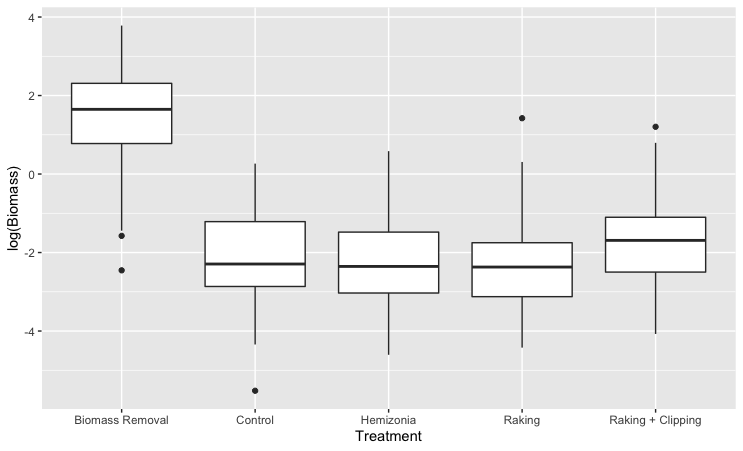 log(Biomass)
4
2
0
-2
-4
Biomass Removal Control Hemizonia Raking Raking + Clipping
Treatment